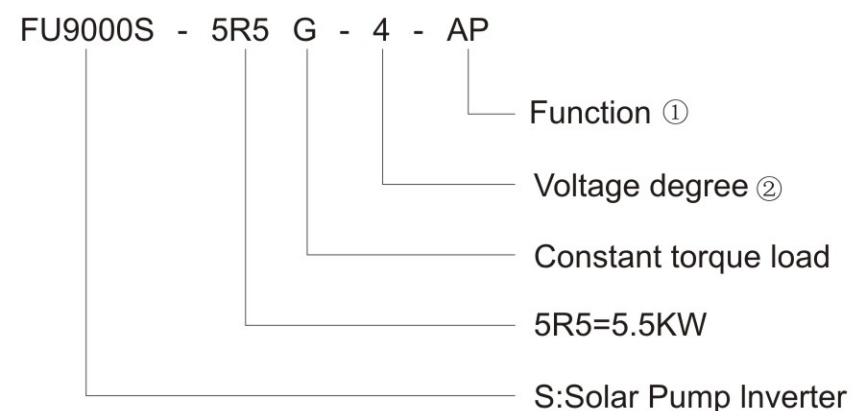 FU9000S - 5R5 G - 4 - AP
Function ①
Voltage degree ②
Constant torque load
5R5=5.5KW
S:Solar Pump Inverter